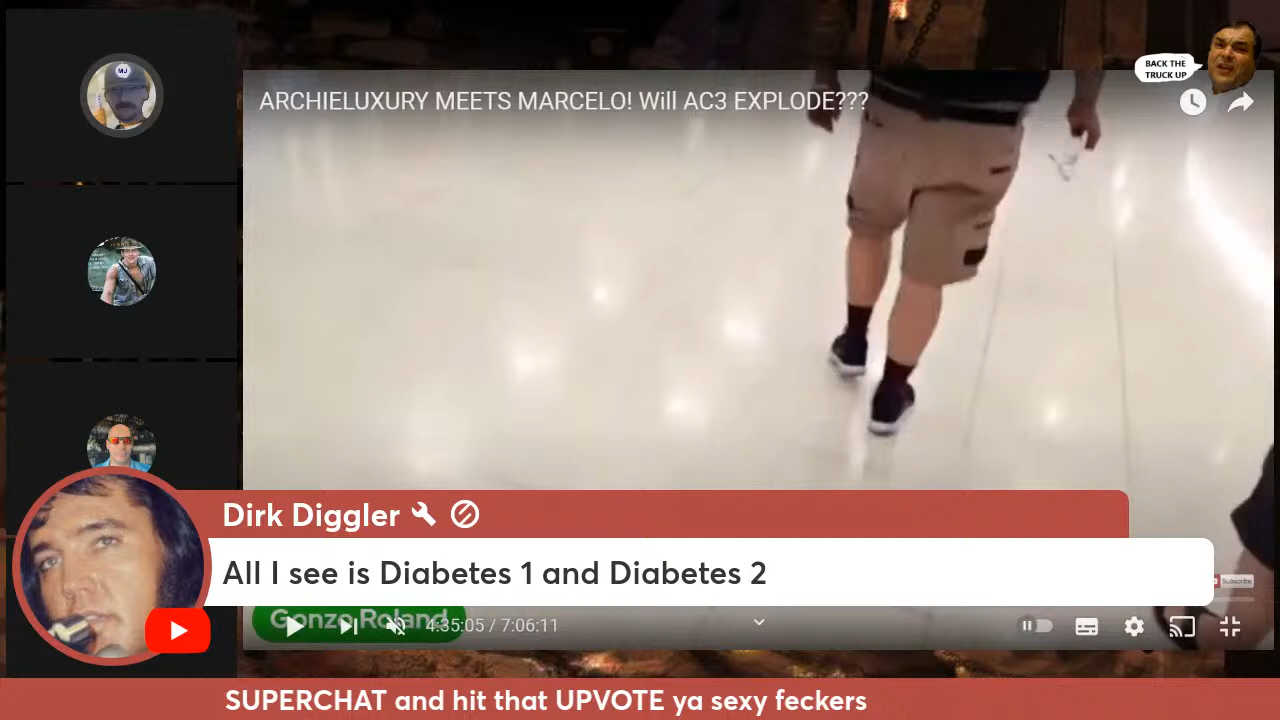 MJ
BACK THE
TRUCK UP
ARCHIELUXURY MEETS MARCELO! Will AC3 EXPLODE???
Dirk Diggler
All I see is Diabetes 1 and Diabetes 2
Subscribe
Gonzo Roland
4:35:05 / 7:06:11
SUPERCHAT and hit that UPVOTE ya sexy feckers